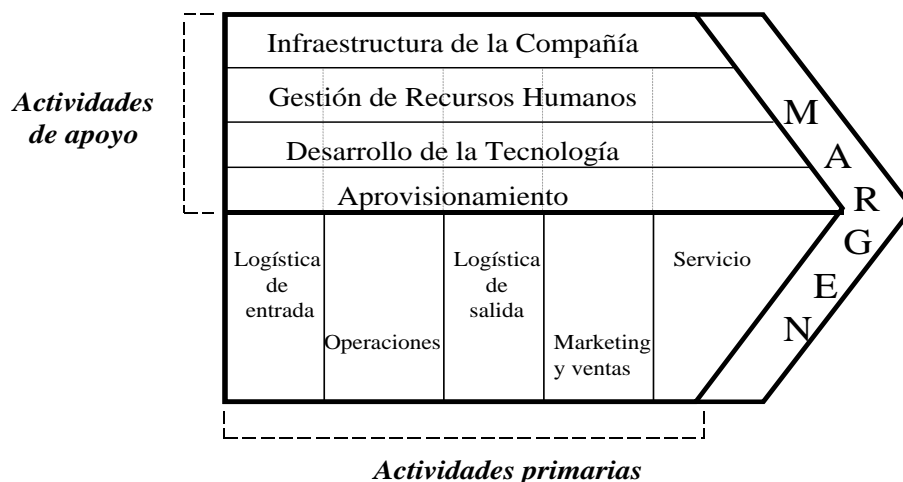 Infraestructura de la Compañía
Gestión de Recursos Humanos
Desarrollo de la Tecnología
Aprovisionamiento
Actividades
de apoyo
Logística
de
entrada
Operaciones
Logística
de
salida
Marketing
y ventas
Servicio
M
A
R
G
E
N
Actividades primarias